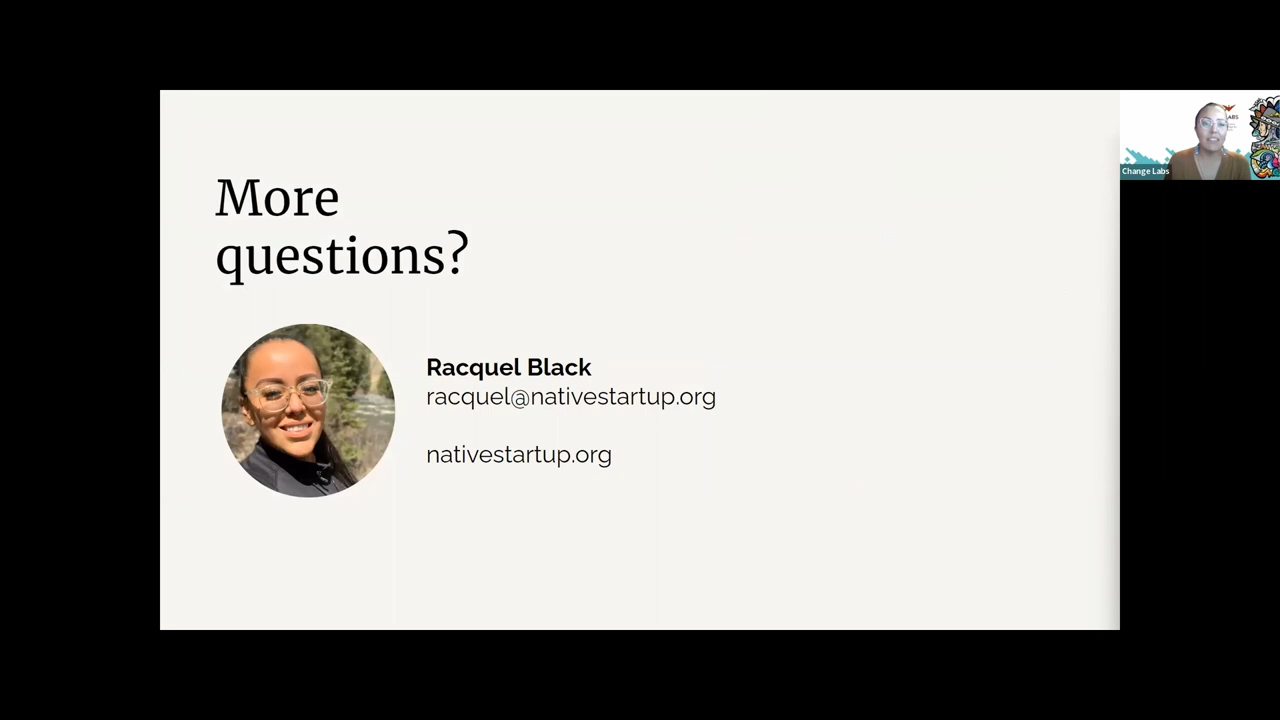 More
questions?
Racquel Black
racquel@nativestartup.org
nativestartup.org
Change Labs